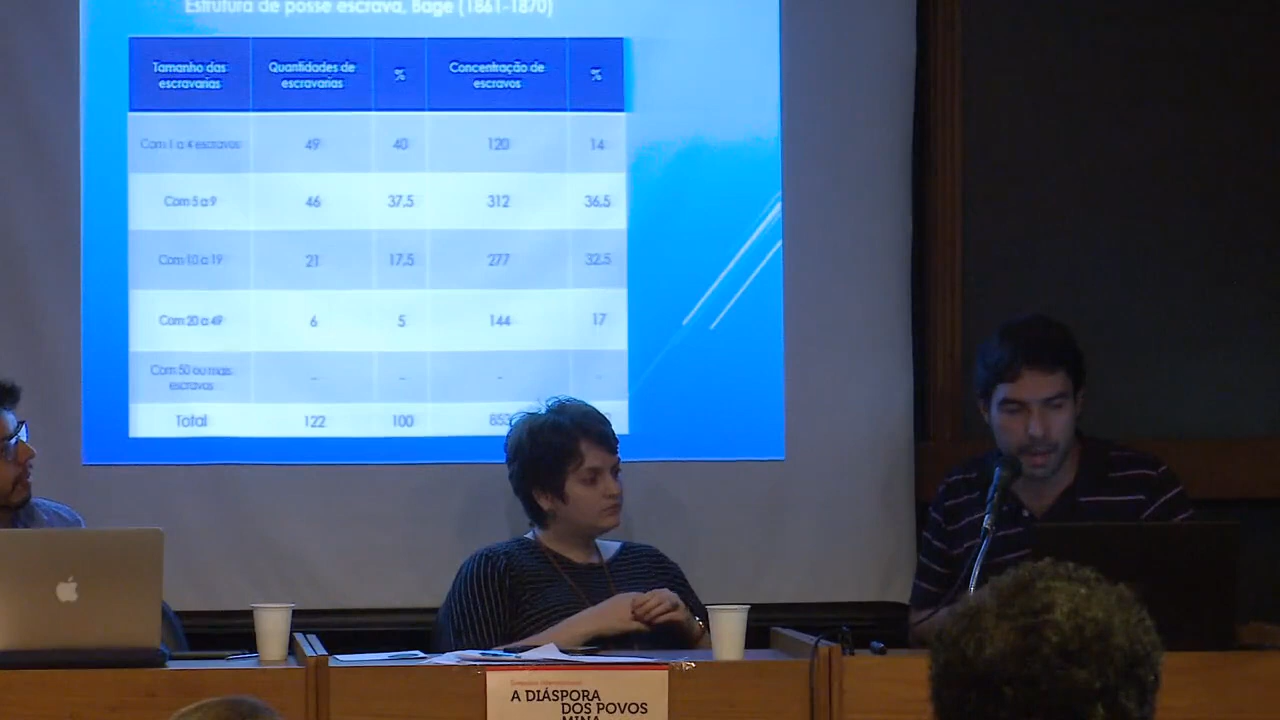 Estrutura de posse escrava, Bagé (1861-1870)
Tamanho das escravarias Quantidades de escravarias % Concentração de escravos %
Com 1 a 4 escravos 49 40 120 14
Com 5 a 9 46 37.5 312 36.5
Com 10 a 19 21 17.5 277 32.5
Com 20 a 49 6 5 144 17
Com 50 ou mais escravos - - - -
Total 122 100 853
A DIÁSPORA
DOS POVOS
MINA